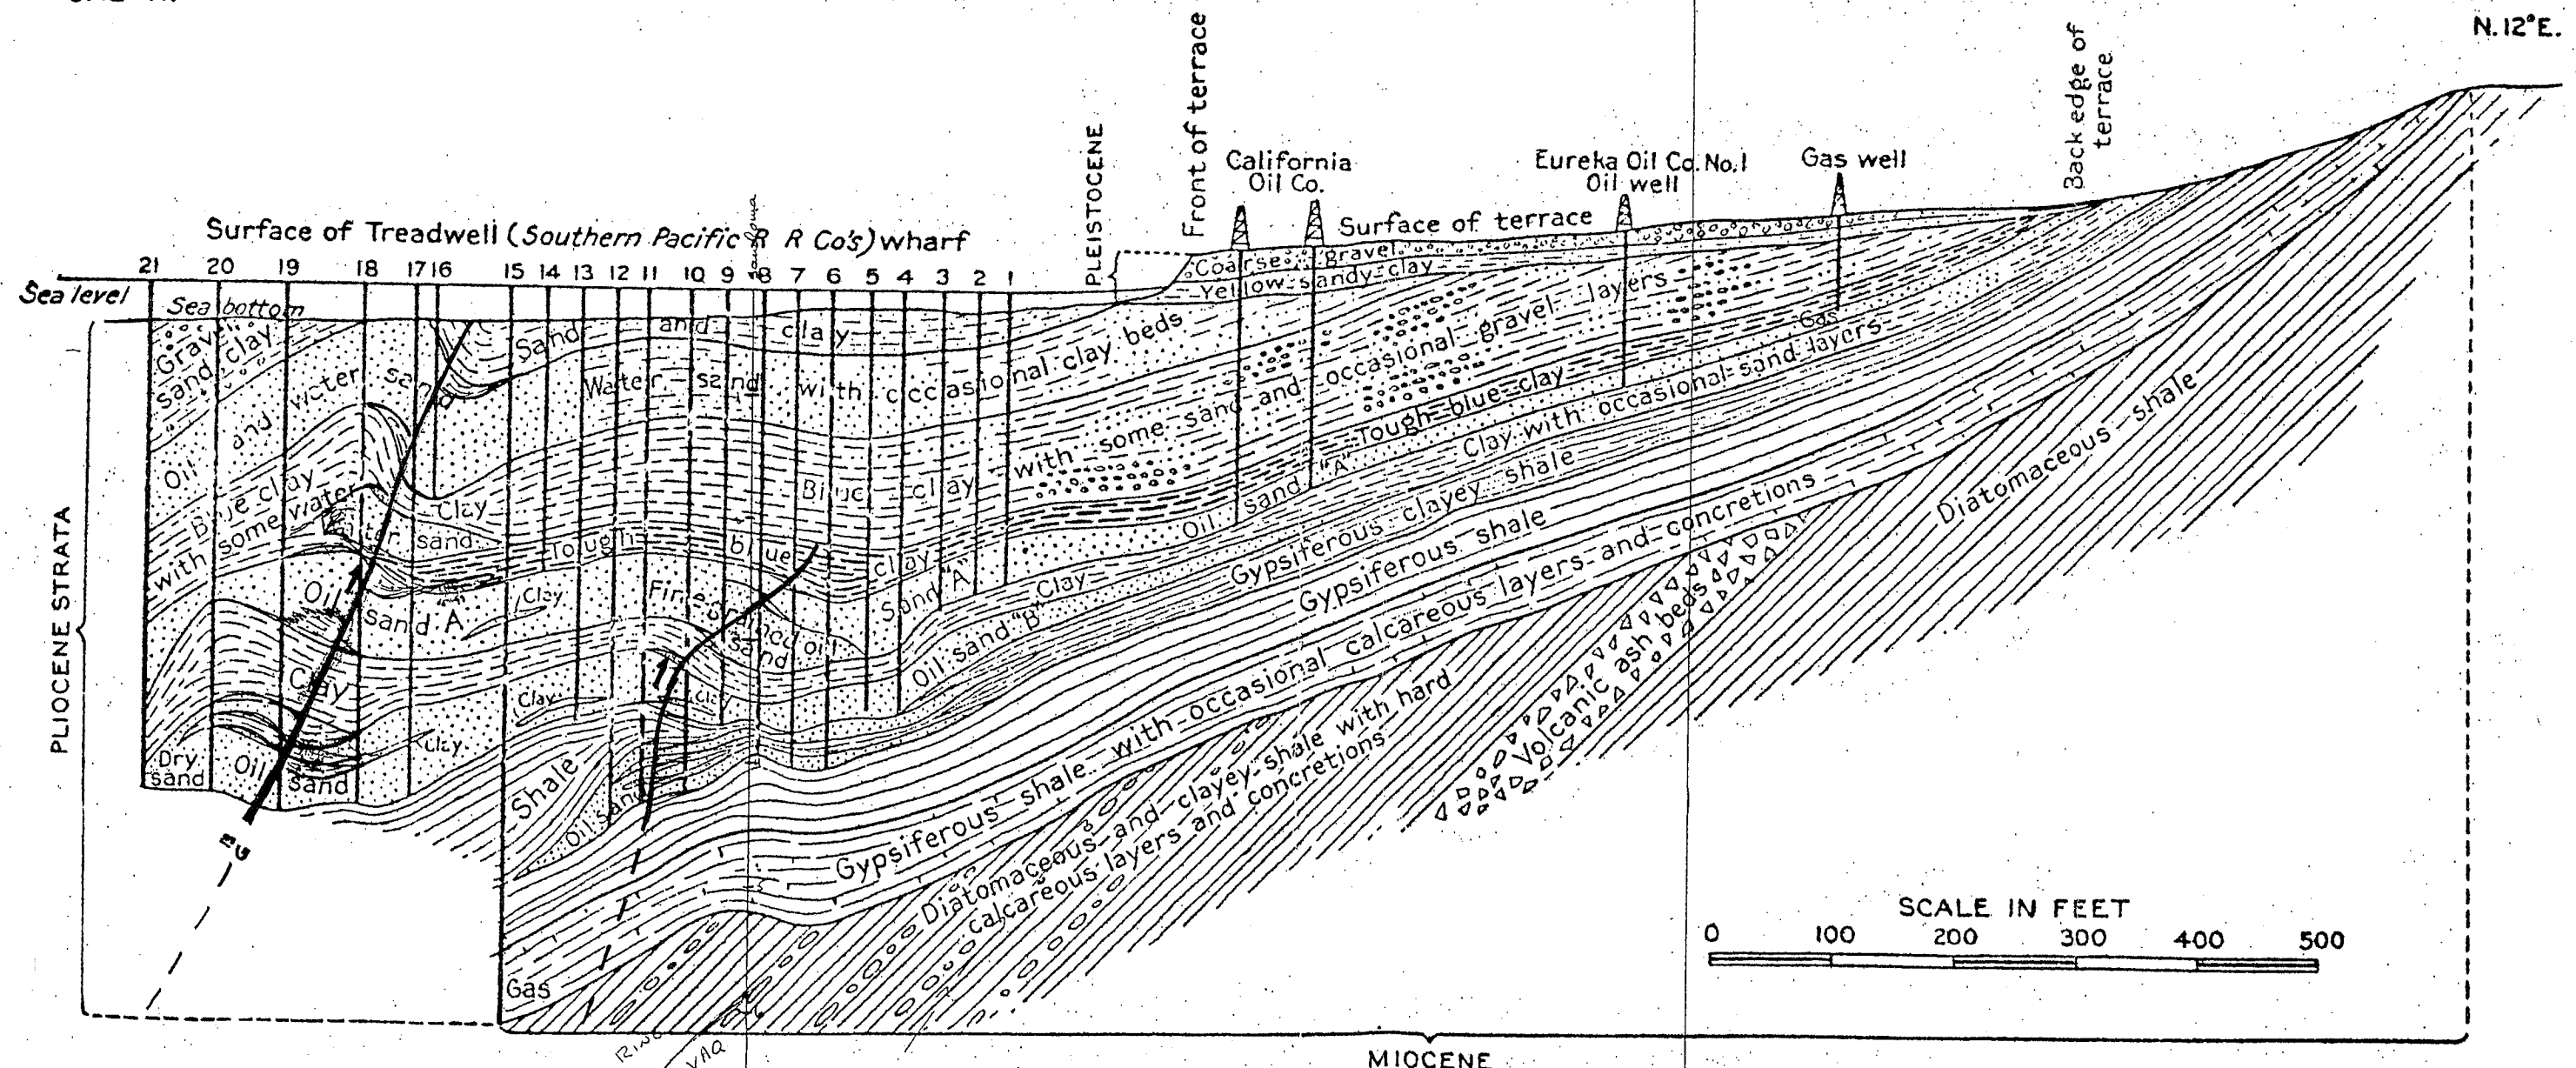 N. 12°E.
Front of terrace
Back edge of
terrace
PLEISTOCENE
California
Oil Co.
Eureka Oil Co. No. 1
Oil well
Gas well
Surface of terrace
Surface of Treadwell (Southern Pacific R R Co's) wharf
21 20 19 18 17 16 15 14 13 12 11 10 9 8 7 6 5 4 3 2 1
Sea level
Sea bottom
Coarse gravel
Yellow sandy clay
Gravel
sand clay
Sand and clay
Oil and water sand
Water sand with occasional clay beds
Blue clay
with some water
Water sand
Clay
Blue clay with some sand and occasional gravel layers
Tough blue clay
Tough blue clay
Gas
Oil sand "A"
Clay with occasional sand layers
Oil sand A
Clay
Fine grained oil
sand
Sand "A"
Clay
Oil sand "B"
Gypsiferous clayey shale
Gypsiferous shale
Gypsiferous shale with occasional calcareous layers and concretions
Diatomaceous shale
Volcanic ash beds
Diatomaceous and clayey shale with hard
calcareous layers and concretions
Clay
Clay
Clay
Clay
Dry
sand
Oil
sand
Shale
Oil sand
Gas
PLIOCENE STRATA
SCALE IN FEET
0 100 200 300 400 500
RINC
VAQ
MIOCENE